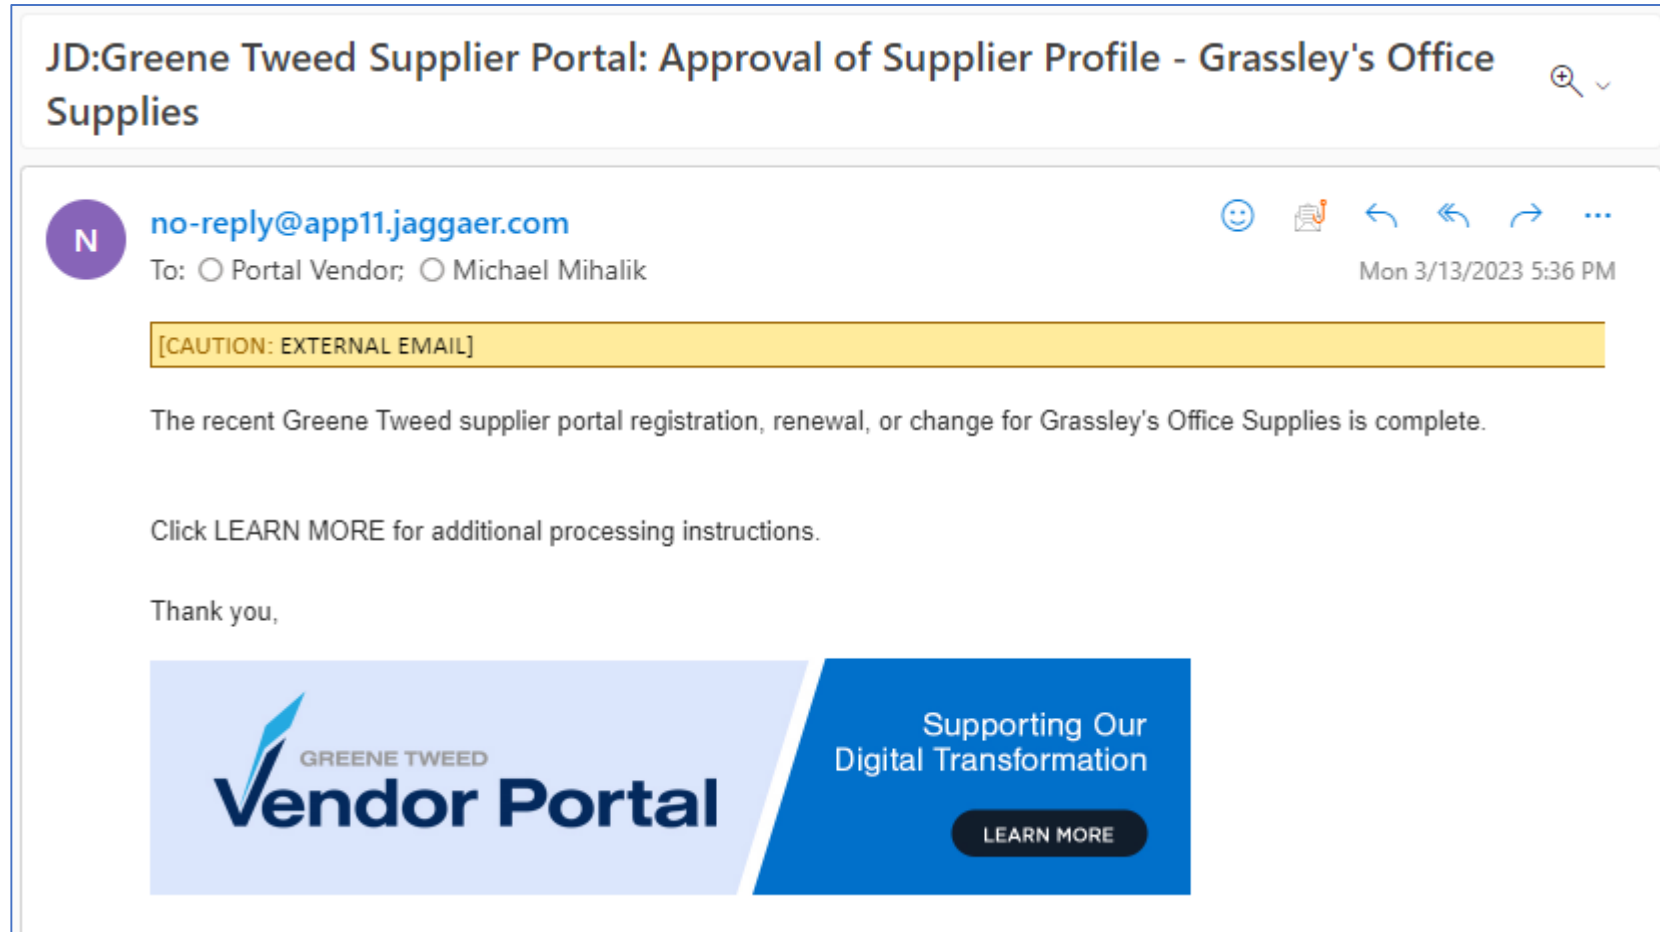 JD:Greene Tweed Supplier Portal: Approval of Supplier Profile - Grassley's Office
Supplies
N
no-reply@app11.jaggaer.com
To: Portal Vendor; Michael Mihalik
Mon 3/13/2023 5:36 PM
[CAUTION: EXTERNAL EMAIL]
The recent Greene Tweed supplier portal registration, renewal, or change for Grassley's Office Supplies is complete.
Click LEARN MORE for additional processing instructions.
Thank you,
GREENE TWEED
Vendor Portal
Supporting Our
Digital Transformation
LEARN MORE